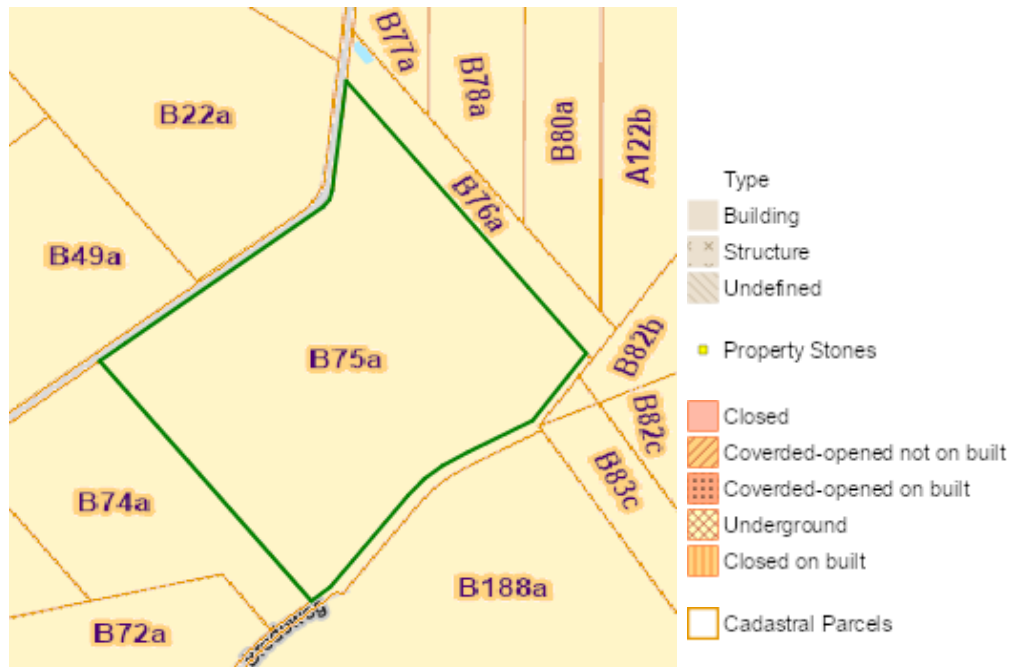 B77a
B78a
B80a
A122b
B22a
B76a
B49a
B75a
B82b
B82c
B83c
B74a
B188a
B72a
Type
Building
Structure
Undefined
Property Stones
Closed
Coverded-opened not on built
Coverded-opened on built
Underground
Closed on built
Cadastral Parcels